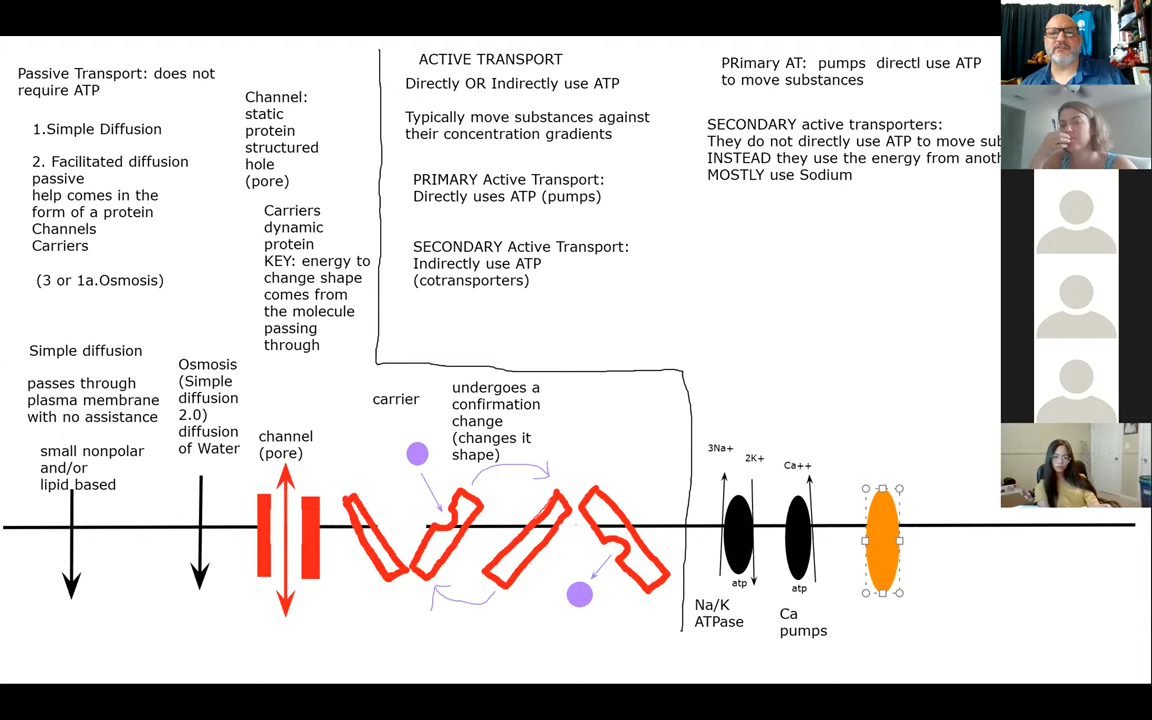 Passive Transport: does not
require ATP
1.Simple Diffusion
2. Facilitated diffusion
passive
help comes in the
form of a protein
Channels
Carriers
(3 or 1a.Osmosis)
Channel:
static
protein
structured
hole
(pore)
Carriers
dynamic
protein
KEY: energy to
change shape
comes from
the molecule
passing
through
ACTIVE TRANSPORT
Directly OR Indirectly use ATP
Typically move substances against
their concentration gradients
PRIMARY Active Transport:
Directly uses ATP (pumps)
SECONDARY Active Transport:
Indirectly use ATP
(cotransporters)
PRimary AT: pumps directl use ATP
to move substances
SECONDARY active transporters:
They do not directly use ATP to move sub
INSTEAD they use the energy from anoth
MOSTLY use Sodium
Simple diffusion
passes through
plasma membrane
with no assistance
small nonpolar
and/or
lipid based
Osmosis
(Simple
diffusion
2.0)
diffusion
of Water
channel
(pore)
carrier
undergoes a
confirmation
change
(changes it
shape)
3Na+
2K+
Ca++
atp
atp
Na/K
ATPase
Ca
pumps